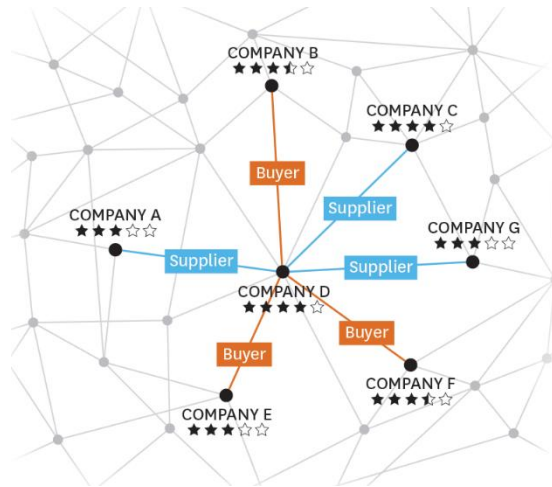 COMPANY B
COMPANY C
Buyer
Supplier
COMPANY A
COMPANY G
Supplier
Supplier
COMPANY D
Buyer
Buyer
COMPANY F
COMPANY E